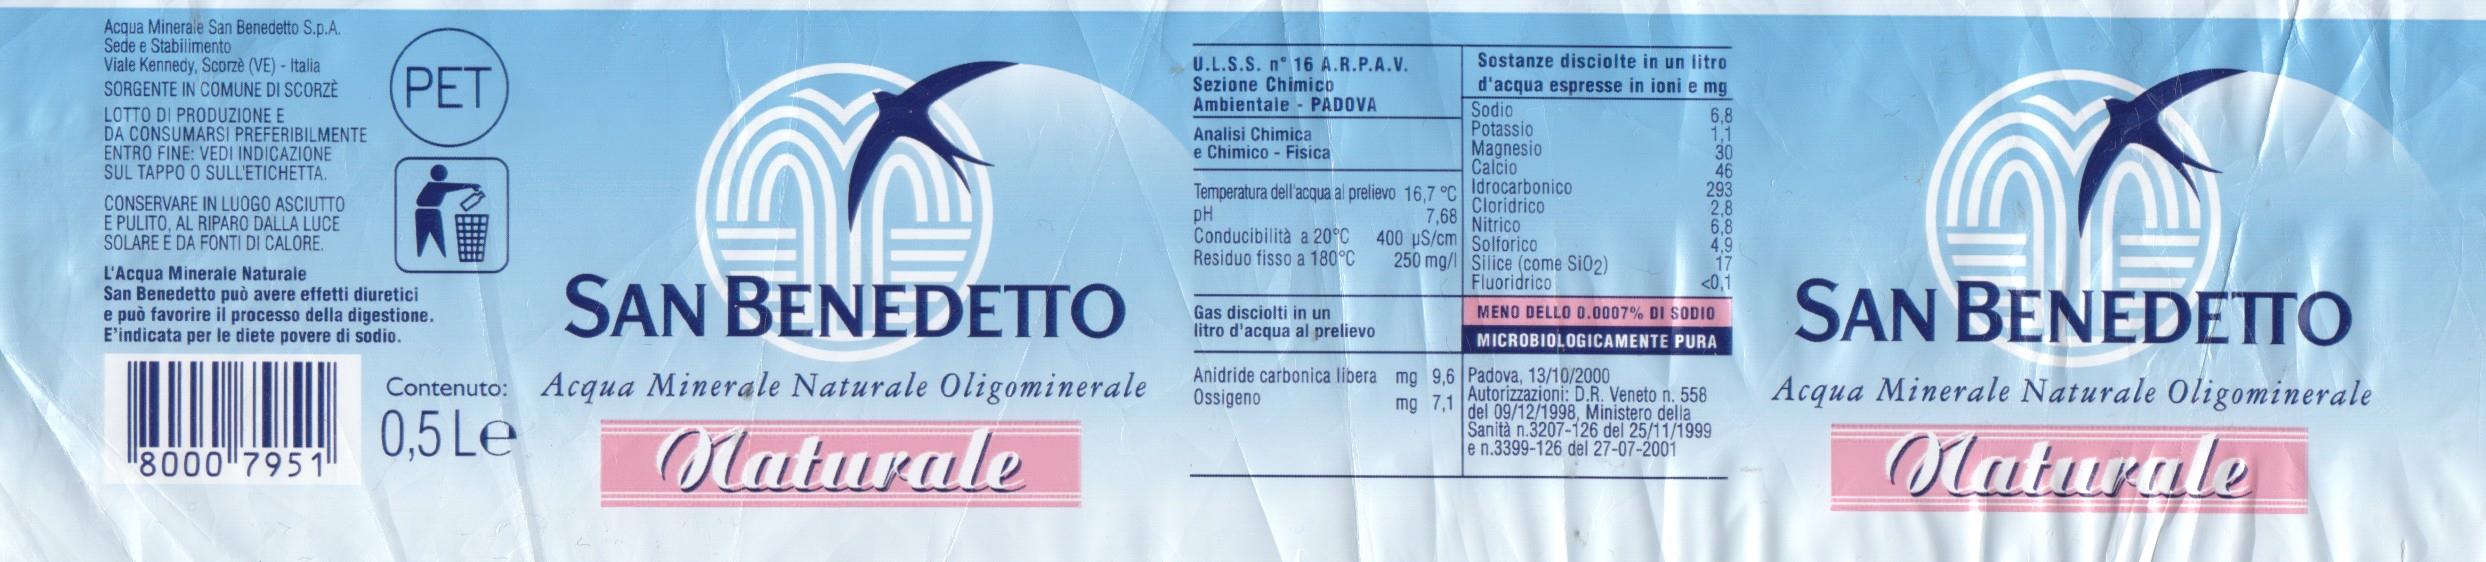 Acqua Minerale San Benedetto S.p.A.
Sede e Stabilimento
Viale Kennedy, Scorzè (VE) - Italia
SORGENTE IN COMUNE DI SCORZÈ
LOTTO DI PRODUZIONE E
DA CONSUMARSI PREFERIBILMENTE
ENTRO FINE: VEDI INDICAZIONE
SUL TAPPO O SULL'ETICHETTA.
CONSERVARE IN LUOGO ASCIUTTO
E PULITO, AL RIPARO DALLA LUCE
SOLARE E DA FONTI DI CALORE.
L'Acqua Minerale Naturale
San Benedetto può avere effetti diuretici
e può favorire il processo della digestione.
E'indicata per le diete povere di sodio.
8000 7951
PET
Contenuto:
0,5 L e
SAN BENEDETTO
Acqua Minerale Naturale Oligominerale
Naturale
U.L.S.S. n° 16 A.R.P.A.V.
Sezione Chimico
Ambientale - PADOVA
Analisi Chimica
e Chimico - Fisica
Temperatura dell'acqua al prelievo 16,7 °C
pH 7,68
Conducibilità a 20°C 400 µS/cm
Residuo fisso a 180°C 250 mg/l
Gas disciolti in un
litro d'acqua al prelievo
Anidride carbonica libera mg 9,6
Ossigeno mg 7,1
Sostanze disciolte in un litro
d'acqua espresse in ioni e mg
Sodio 6,8
Potassio 1,1
Magnesio 30
Calcio 46
Idrocarbonico 293
Cloridrico 2,8
Nitrico 6,8
Solforico 4,9
Silice (come SiO2) 17
Fluoridrico <0,1
MENO DELLO 0.0007% DI SODIO
MICROBIOLOGICAMENTE PURA
Padova, 13/10/2000
Autorizzazioni: D.R. Veneto n. 558
del 09/12/1998, Ministero della
Sanità n.3207-126 del 25/11/1999
e n.3399-126 del 27-07-2001
SAN BENEDETTO
Acqua Minerale Naturale Oligominerale
Naturale